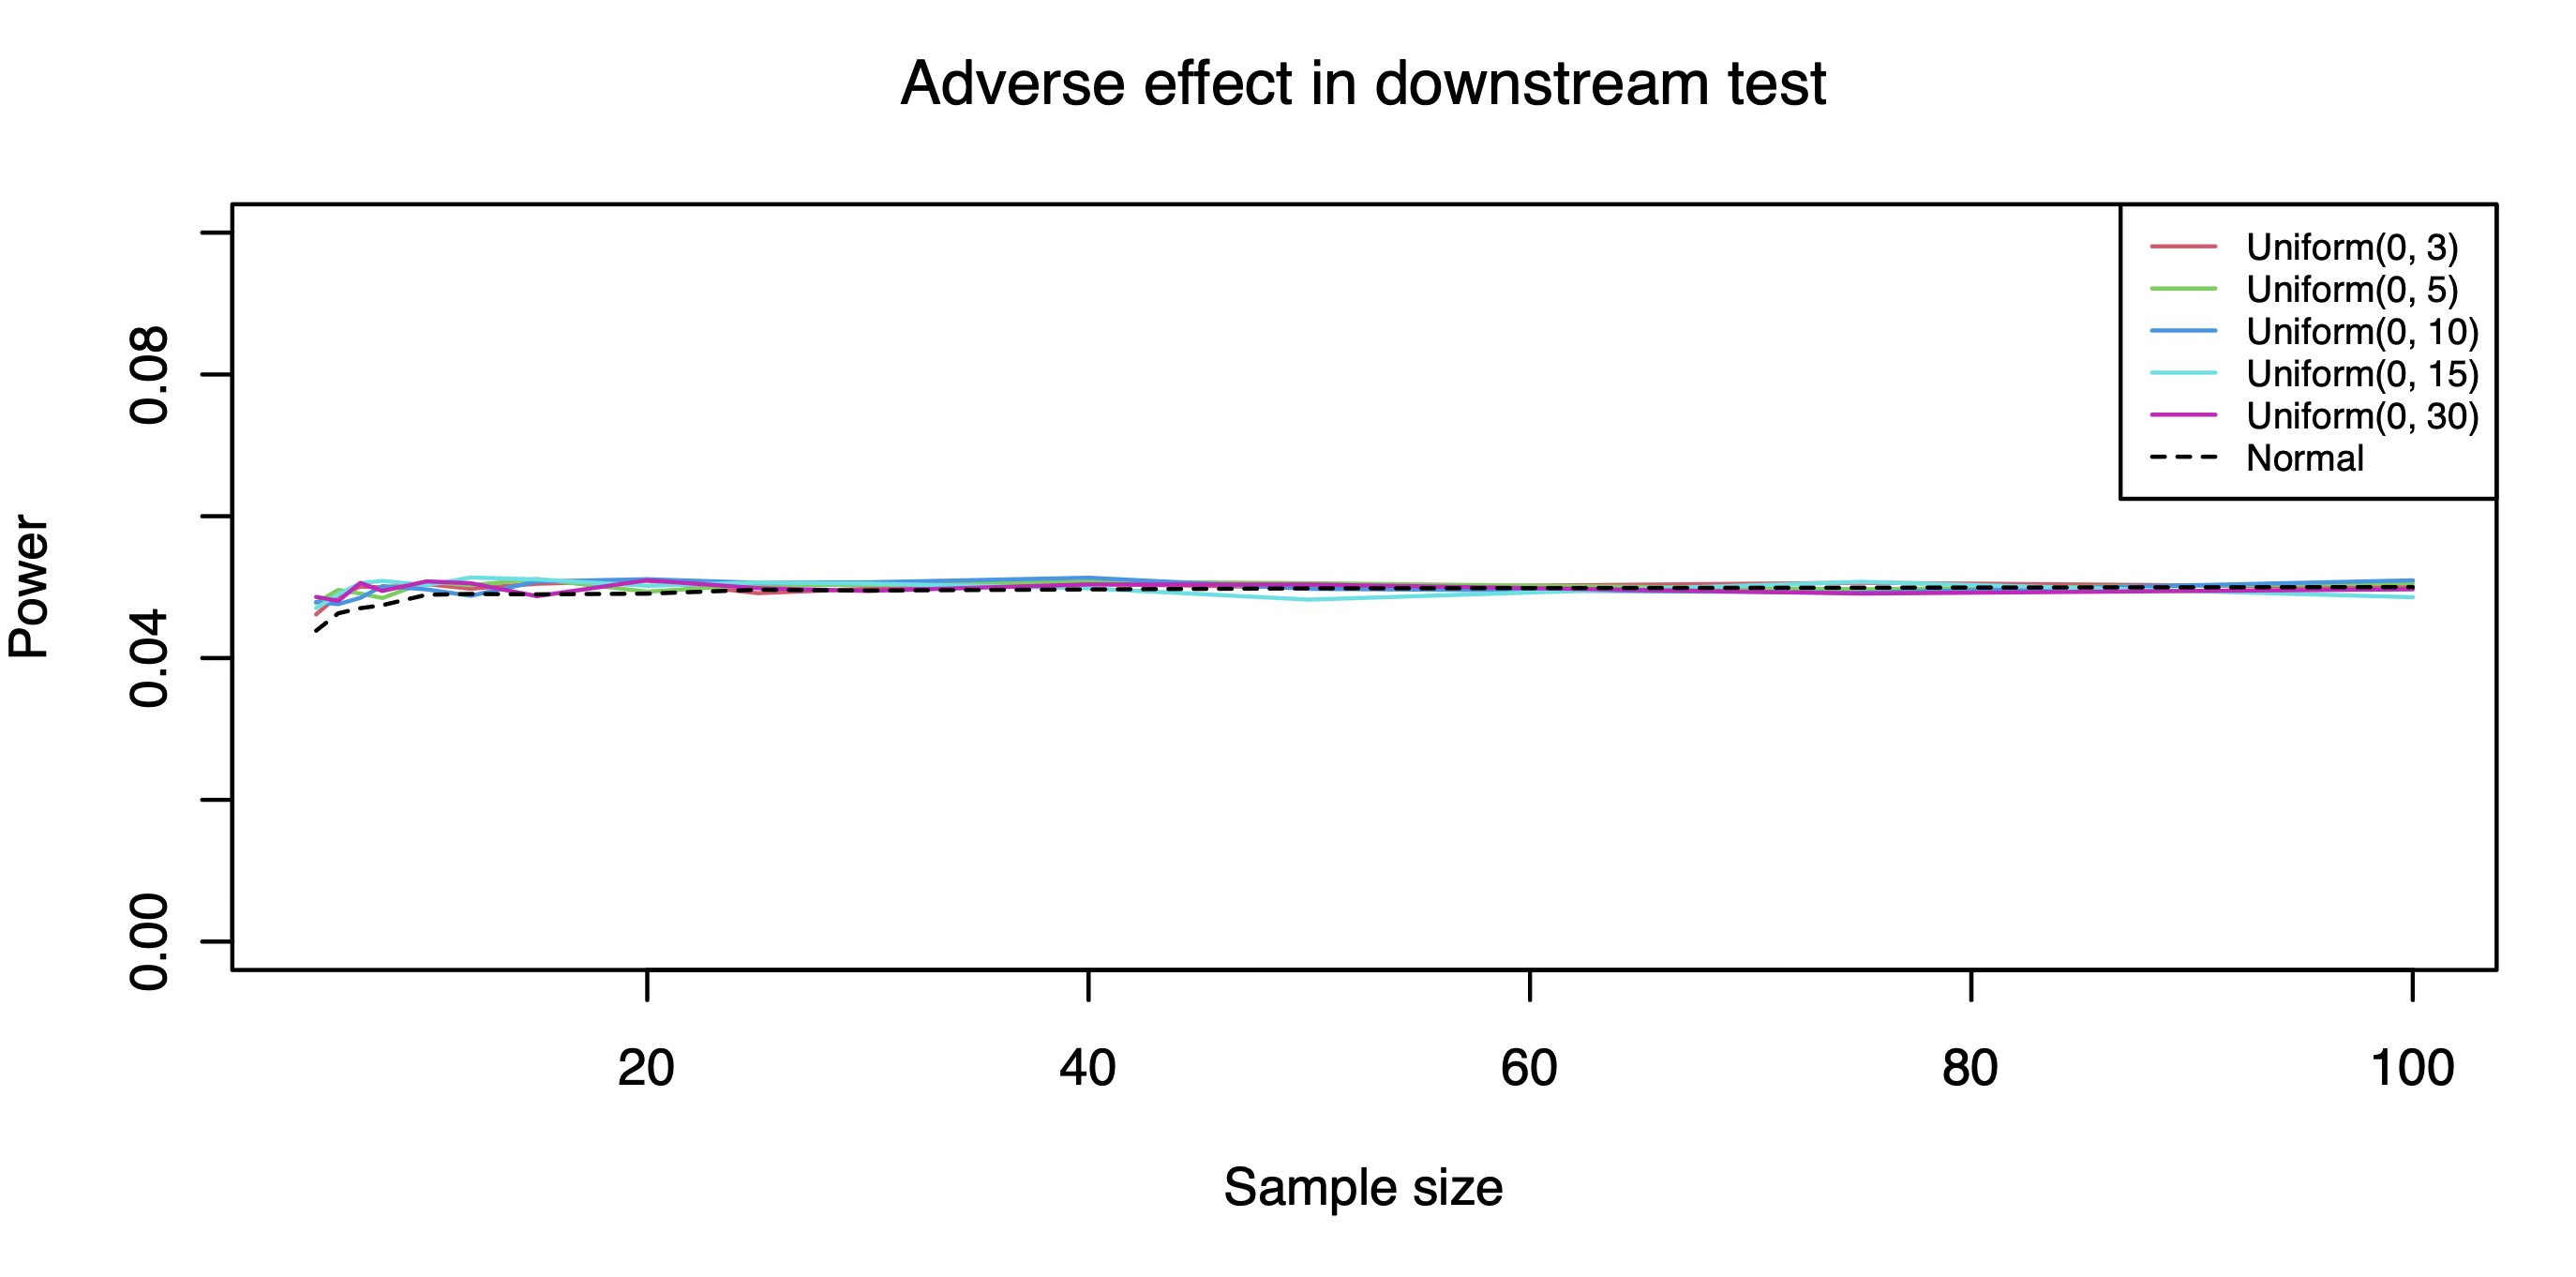 Adverse effect in downstream test
Uniform(0, 3)
Uniform(0, 5)
Uniform(0, 10)
Uniform(0, 15)
Uniform(0, 30)
Normal
Power
0.08
0.04
0.00
20 40 60 80 100
Sample size